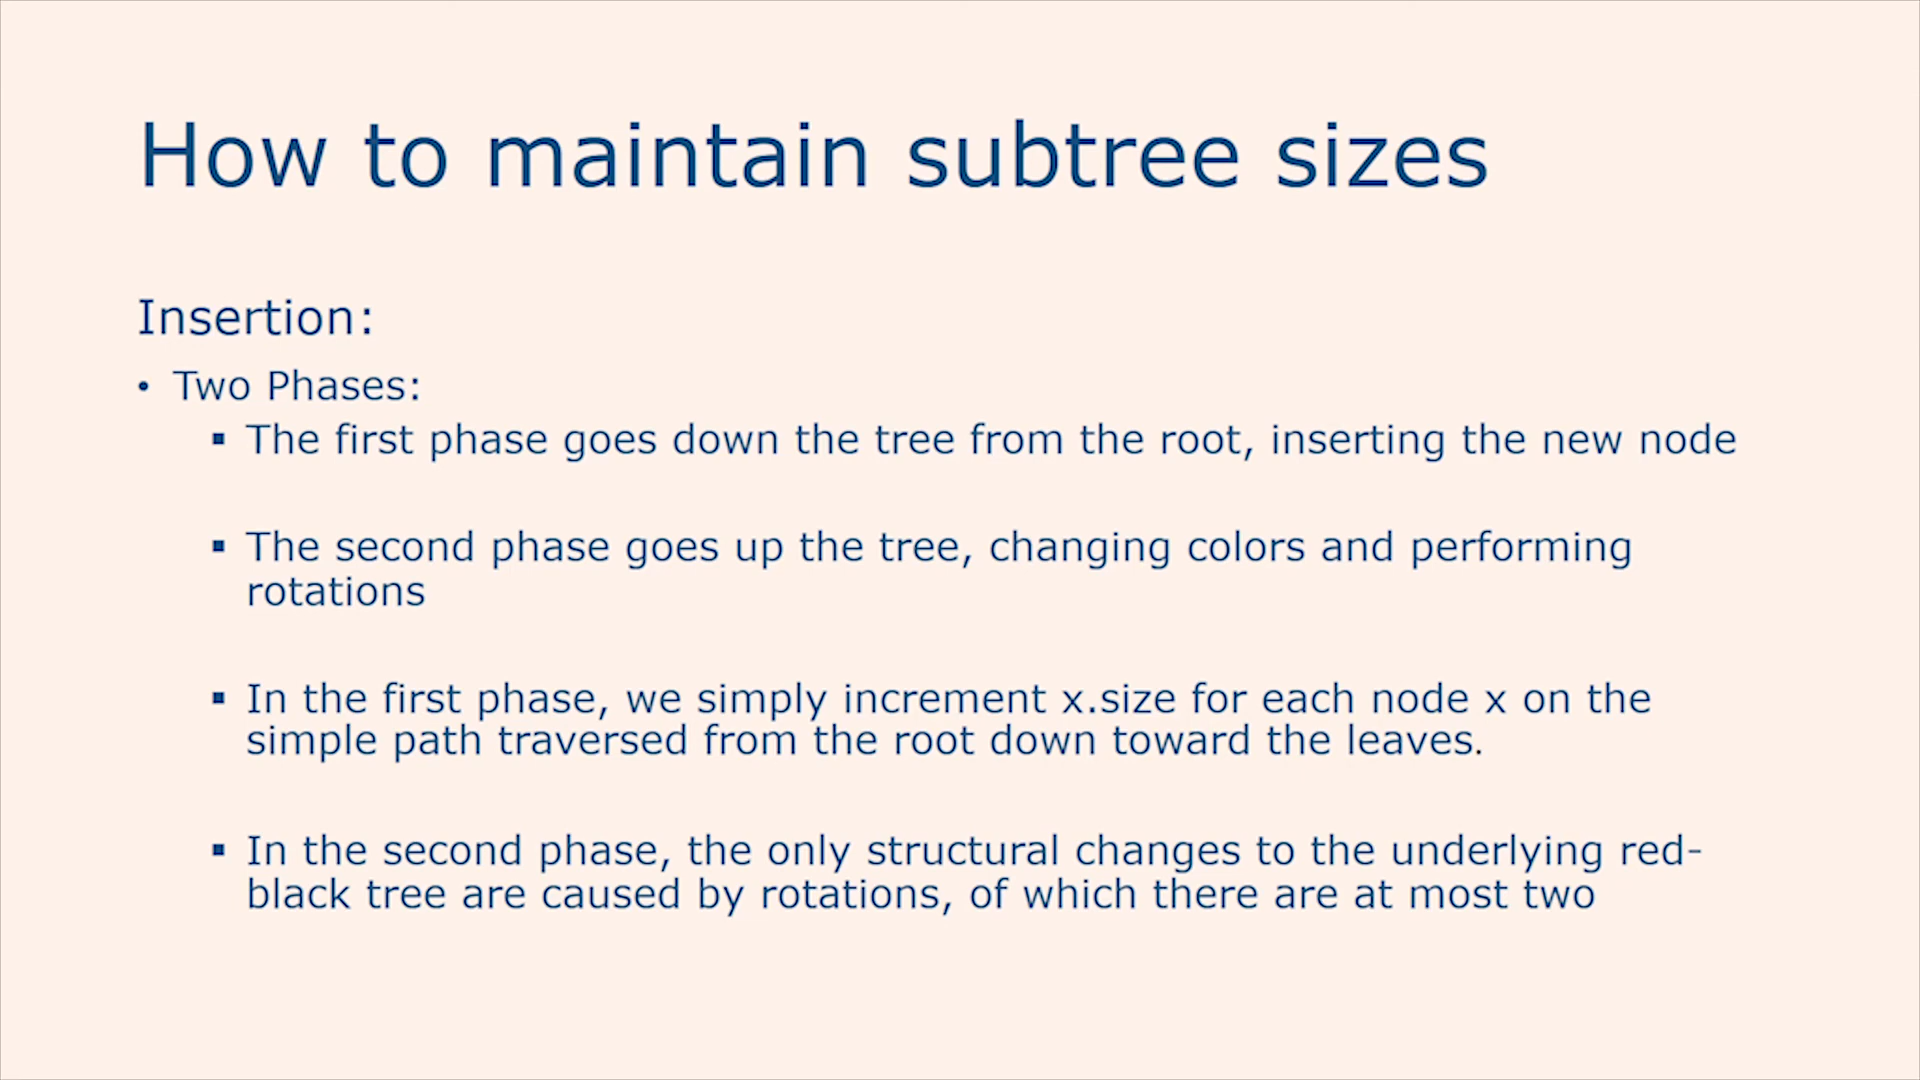 How to maintain subtree sizes
Insertion:
• Two Phases:
▪ The first phase goes down the tree from the root, inserting the new node
▪ The second phase goes up the tree, changing colors and performing
rotations
▪ In the first phase, we simply increment x.size for each node x on the
simple path traversed from the root down toward the leaves.
▪ In the second phase, the only structural changes to the underlying red-
black tree are caused by rotations, of which there are at most two